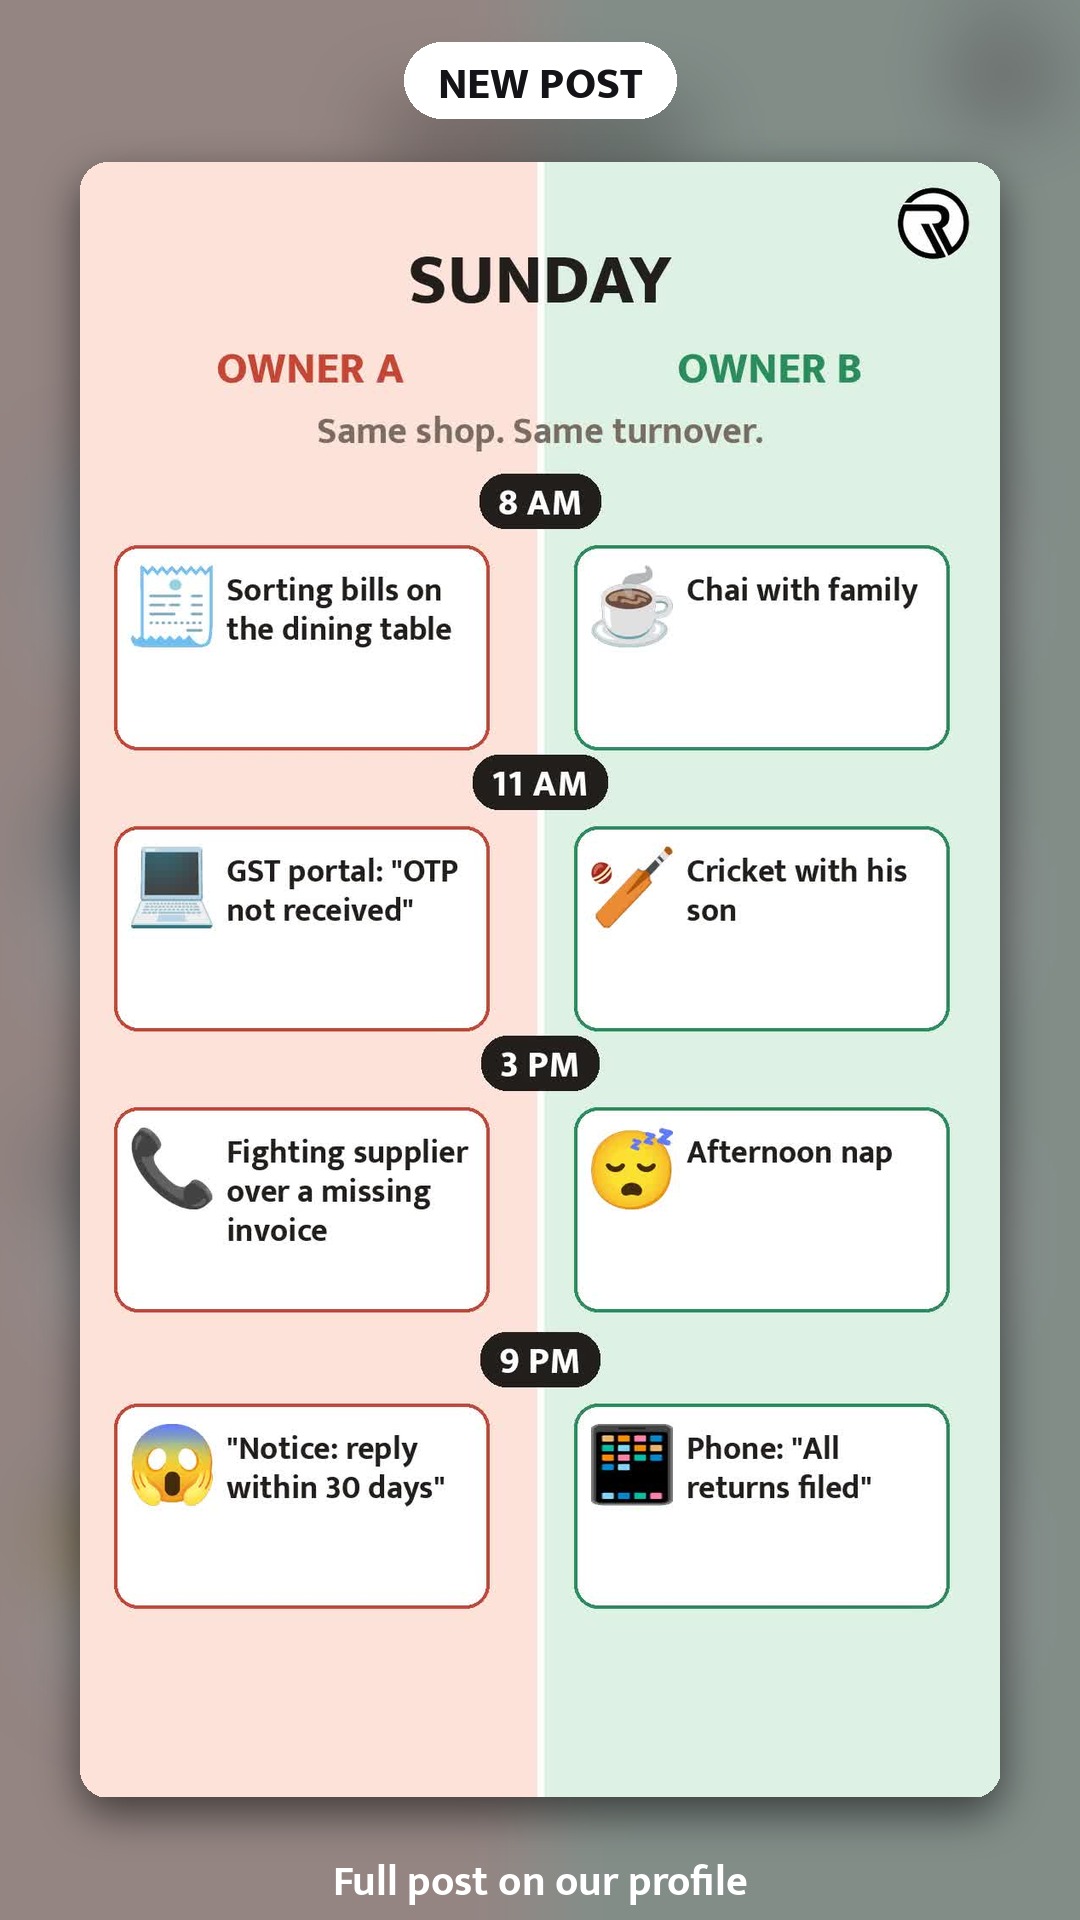 NEW POST
SUNDAY
OWNER A
OWNER B
Same shop. Same turnover.
8 AM
Sorting bills on
the dining table
Chai with family
11 AM
GST portal: "OTP
not received"
Cricket with his
son
3 PM
Fighting supplier
over a missing
invoice
Afternoon nap
9 PM
"Notice: reply
within 30 days"
Phone: "All
returns filed"
Full post on our profile